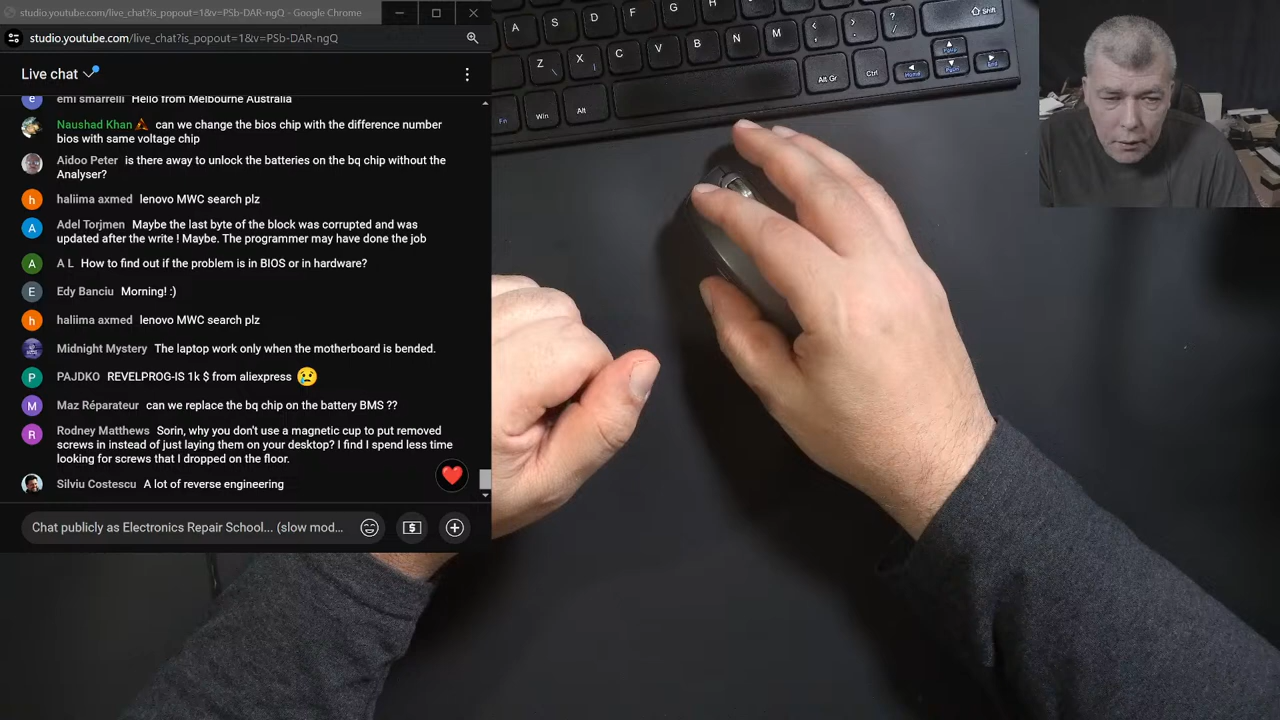 studio.youtube.com/live_chat?is_popout=1&v=PSb-DAR-ngQ - Google Chrome
studio.youtube.com/live_chat?is_popout=1&v=PSb-DAR-ngQ
Live chat
emi smarrelli Hello from Melbourne Australia
Naushad Khan can we change the bios chip with the difference number
bios with same voltage chip
Aidoo Peter is there away to unlock the batteries on the bq chip without the
Analyser?
h
haliima axmed lenovo MWC search plz
A
Adel Torjmen Maybe the last byte of the block was corrupted and was
updated after the write ! Maybe. The programmer may have done the job
A
A L How to find out if the problem is in BIOS or in hardware?
E
Edy Banciu Morning! :)
h
haliima axmed lenovo MWC search plz
Midnight Mystery The laptop work only when the motherboard is bended.
P
PAJDKO REVELPROG-IS 1k $ from aliexpress 😢
M
Maz Réparateur can we replace the bq chip on the battery BMS ??
R
Rodney Matthews Sorin, why you don't use a magnetic cup to put removed
screws in instead of just laying them on your desktop? I find I spend less time
looking for screws that I dropped on the floor.
Silviu Costescu A lot of reverse engineering
Chat publicly as Electronics Repair School... (slow mod...
A S D F G H
Shift
Z X C V B N M < , > . ? /
Fn Win Alt Alt Gr Ctrl Home PgUp PgDn End